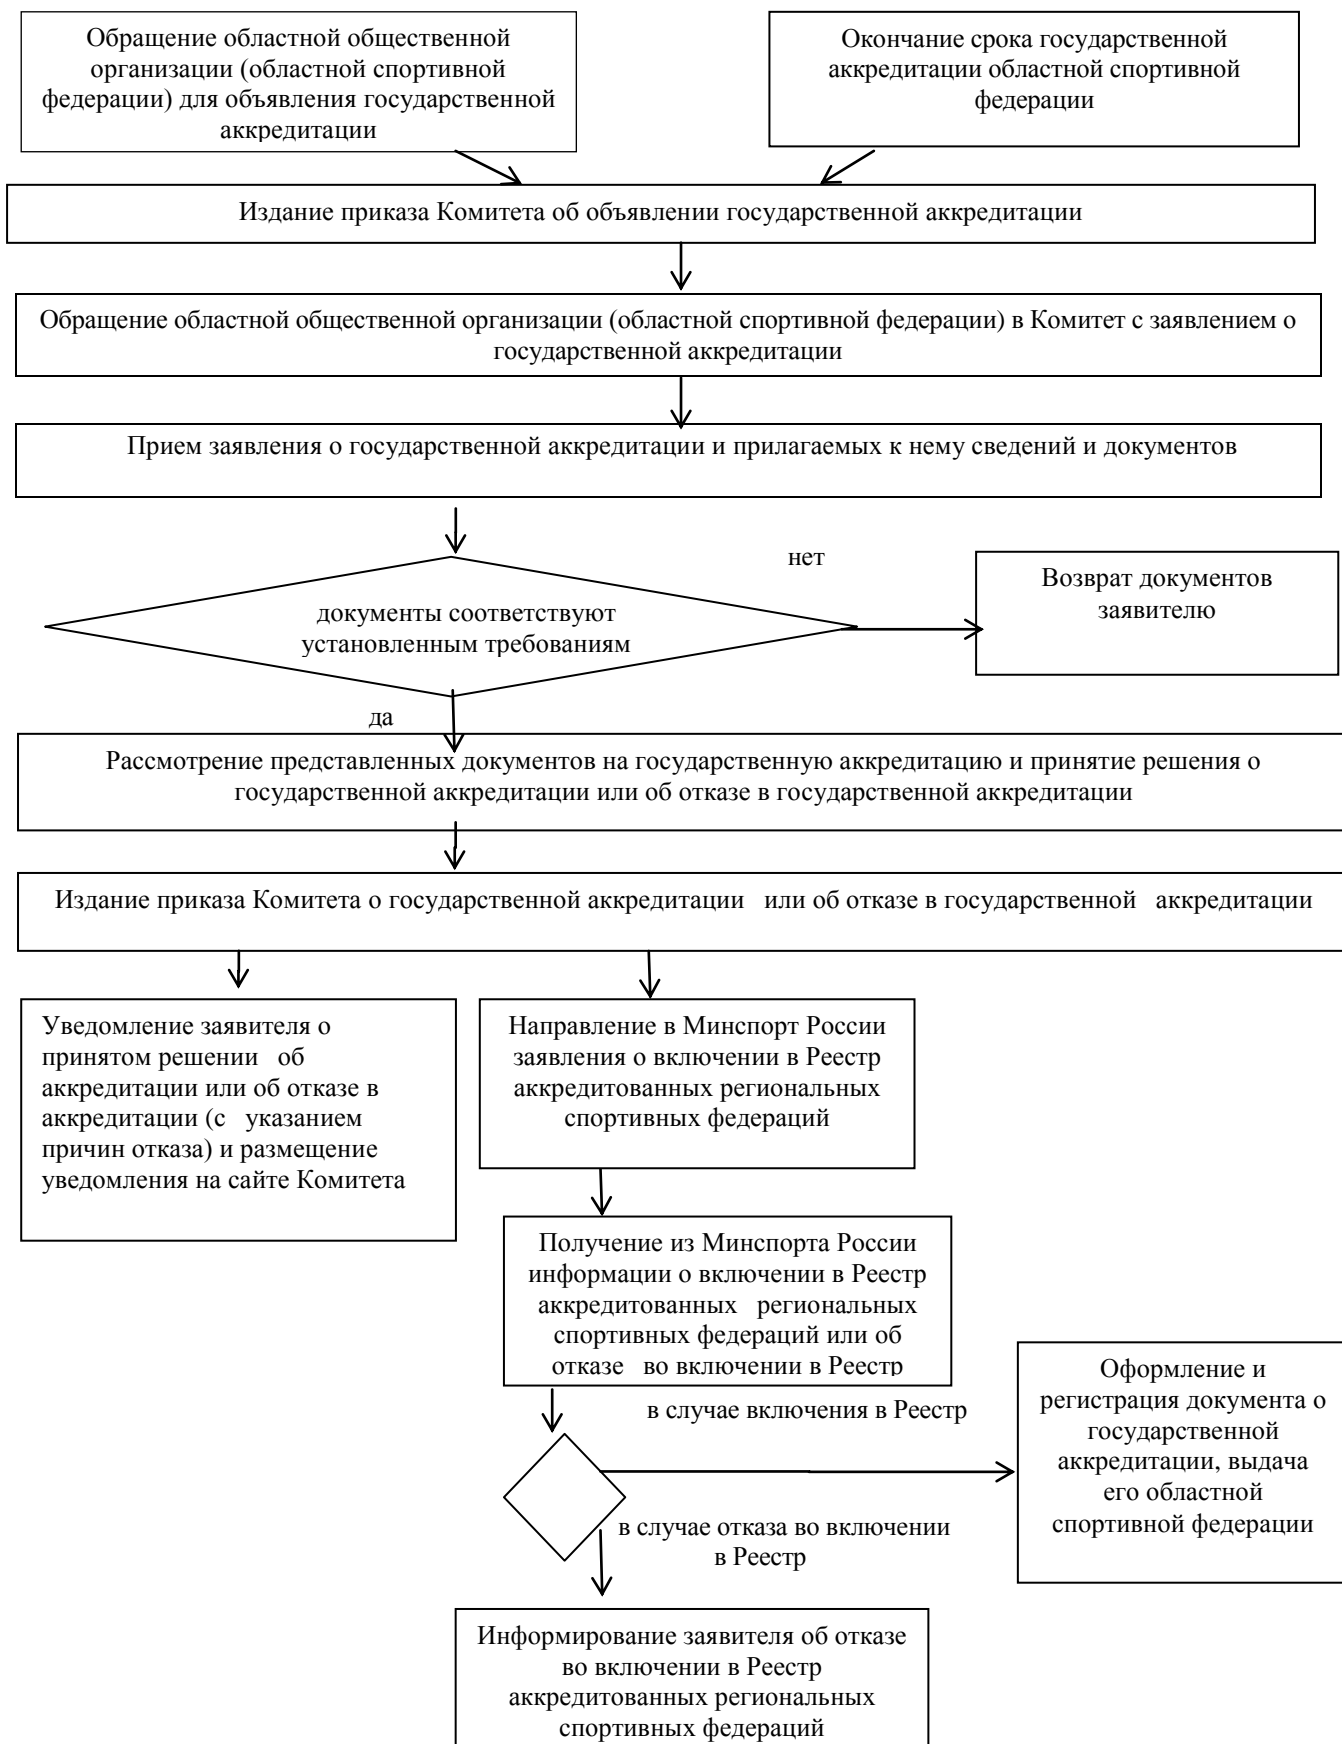 Обращение областной общественной
организации (областной спортивной
федерации) для объявления государственной
аккредитации
Окончание срока государственной
аккредитации областной спортивной
федерации
Издание приказа Комитета об объявлении государственной аккредитации
Обращение областной общественной организации (областной спортивной федерации) в Комитет с заявлением о
государственной аккредитации
Прием заявления о государственной аккредитации и прилагаемых к нему сведений и документов
нет
документы соответствуют
установленным требованиям
Возврат документов
заявителю
да
Рассмотрение представленных документов на государственную аккредитацию и принятие решения о
государственной аккредитации или об отказе в государственной аккредитации
Издание приказа Комитета о государственной аккредитации или об отказе в государственной аккредитации
Уведомление заявителя о
принятом решении об
аккредитации или об отказе в
аккредитации (с указанием
причин отказа) и размещение
уведомления на сайте Комитета
Направление в Минспорт России
заявления о включении в Реестр
аккредитованных региональных
спортивных федераций
Получение из Минспорта России
информации о включении в Реестр
аккредитованных региональных
спортивных федераций или об
отказе во включении в Реестр
в случае включения в Реестр
Оформление и
регистрация документа о
государственной
аккредитации, выдача
его областной
спортивной федерации
в случае отказа во включении
в Реестр
Информирование заявителя об отказе
во включении в Реестр
аккредитованных региональных
спортивных федераций